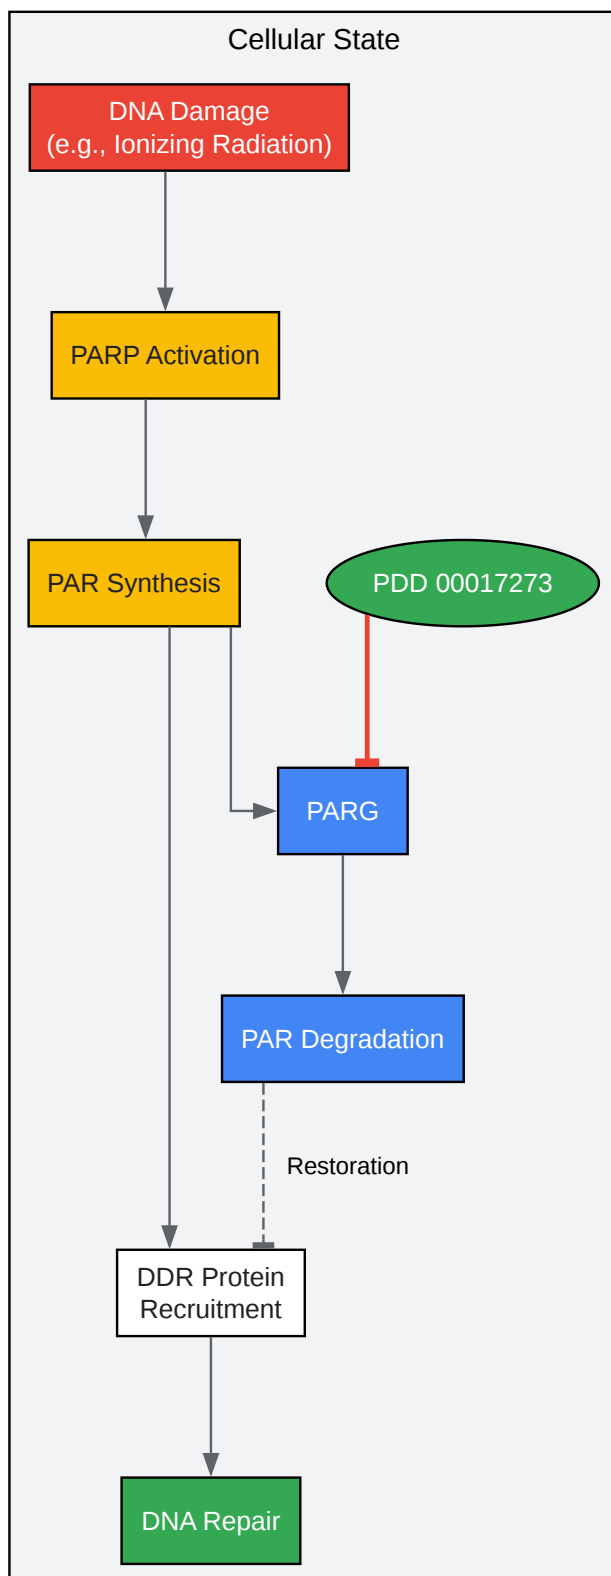 Cellular State
DNA Damage
(e.g., Ionizing Radiation)
PARP Activation
PAR Synthesis
PDD 00017273
PARG
PAR Degradation
Restoration
DDR Protein
Recruitment
DNA Repair